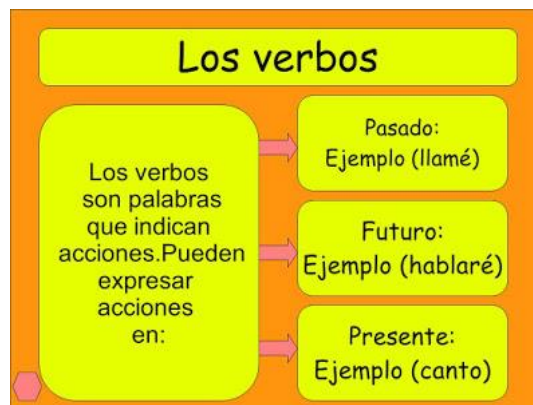 Los verbos
Los verbos
son palabras
que indican
acciones.Pueden
expresar
acciones
en:
Pasado:
Ejemplo (llamé)
Futuro:
Ejemplo (hablaré)
Presente:
Ejemplo (canto)